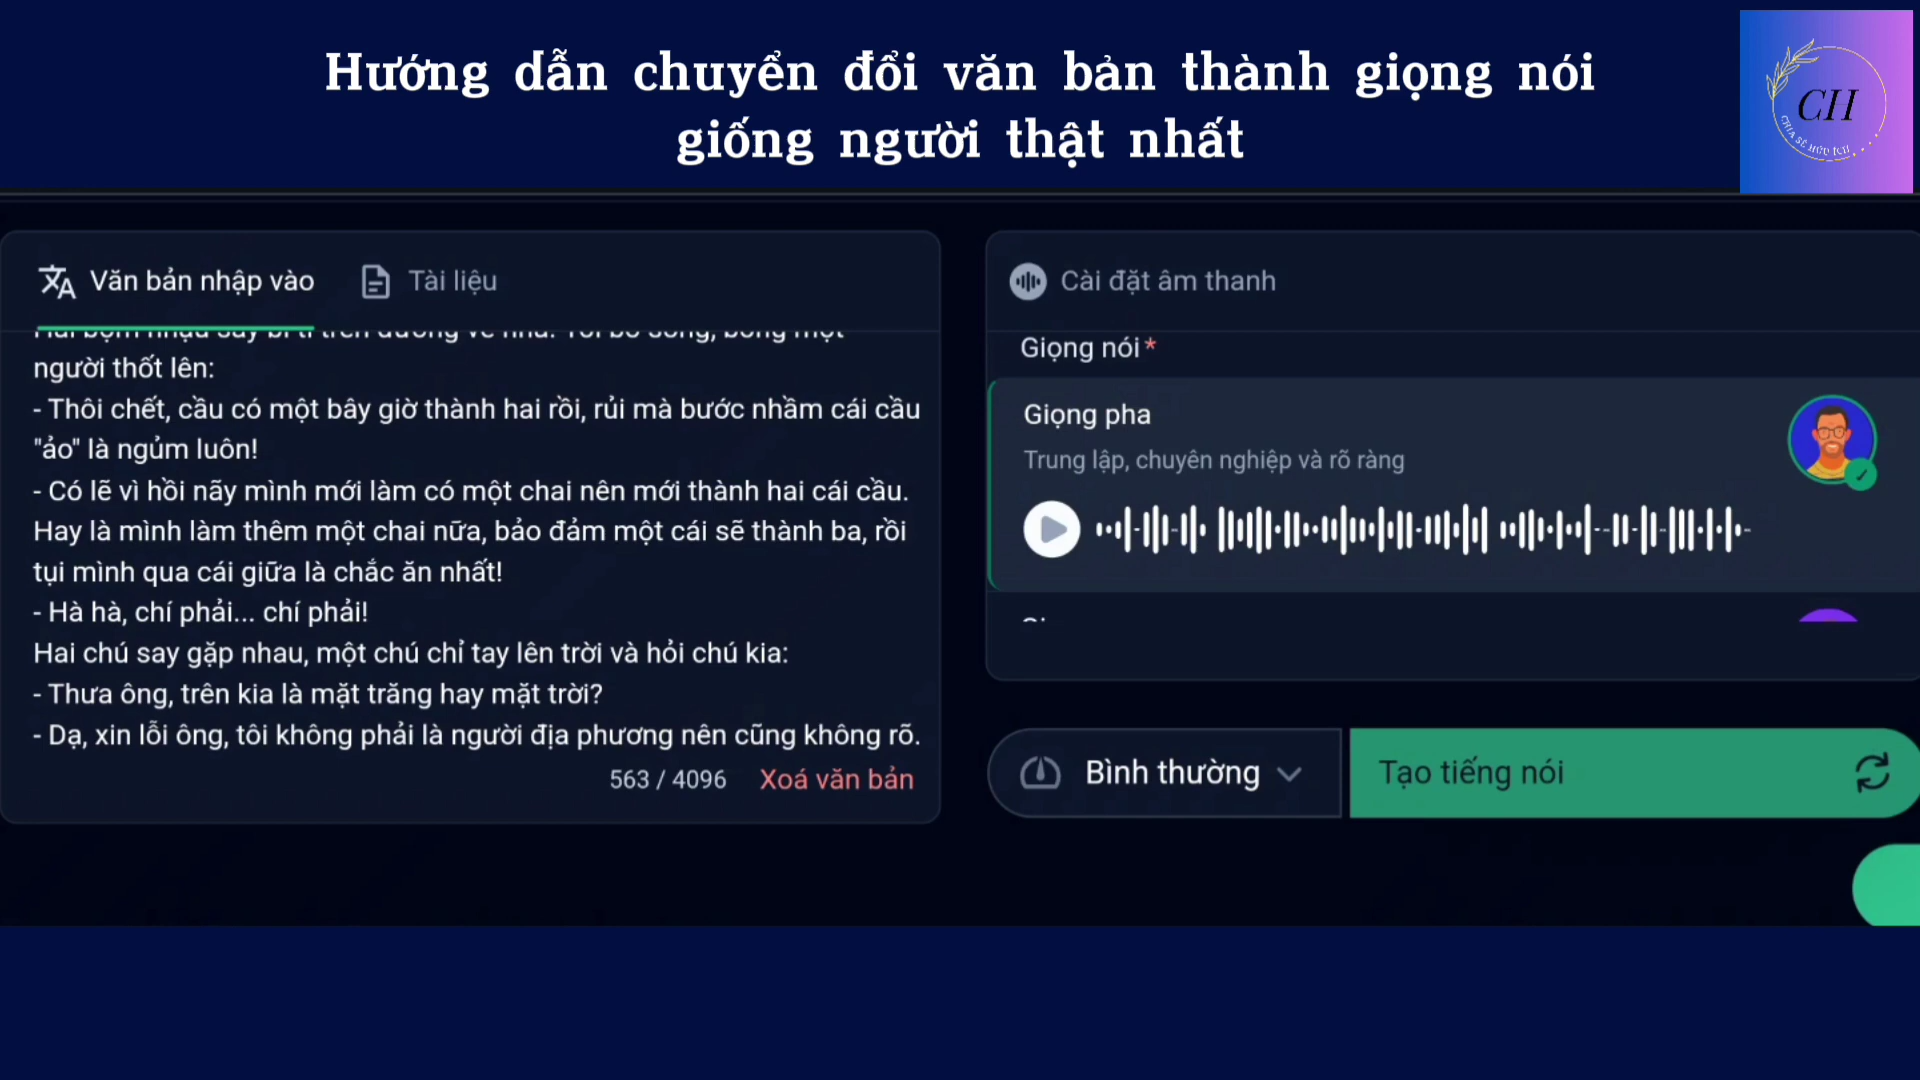 Hướng dẫn chuyển đổi văn bản thành giọng nói
giống người thật nhất
CH
CHIA SẺ HỮU ÍCH
Văn bản nhập vào
Tài liệu
người thốt lên:
- Thôi chết, cầu có một bây giờ thành hai rồi, rủi mà bước nhầm cái cầu
"ảo" là ngủm luôn!
- Có lẽ vì hồi nãy mình mới làm có một chai nên mới thành hai cái cầu.
Hay là mình làm thêm một chai nữa, bảo đảm một cái sẽ thành ba, rồi
tụi mình qua cái giữa là chắc ăn nhất!
- Hà hà, chí phải... chí phải!
Hai chú say gặp nhau, một chú chỉ tay lên trời và hỏi chú kia:
- Thưa ông, trên kia là mặt trăng hay mặt trời?
- Dạ, xin lỗi ông, tôi không phải là người địa phương nên cũng không rõ.
563 / 4096
Xoá văn bản
Cài đặt âm thanh
Giọng nói*
Giọng pha
Trung lập, chuyên nghiệp và rõ ràng
Bình thường
Tạo tiếng nói